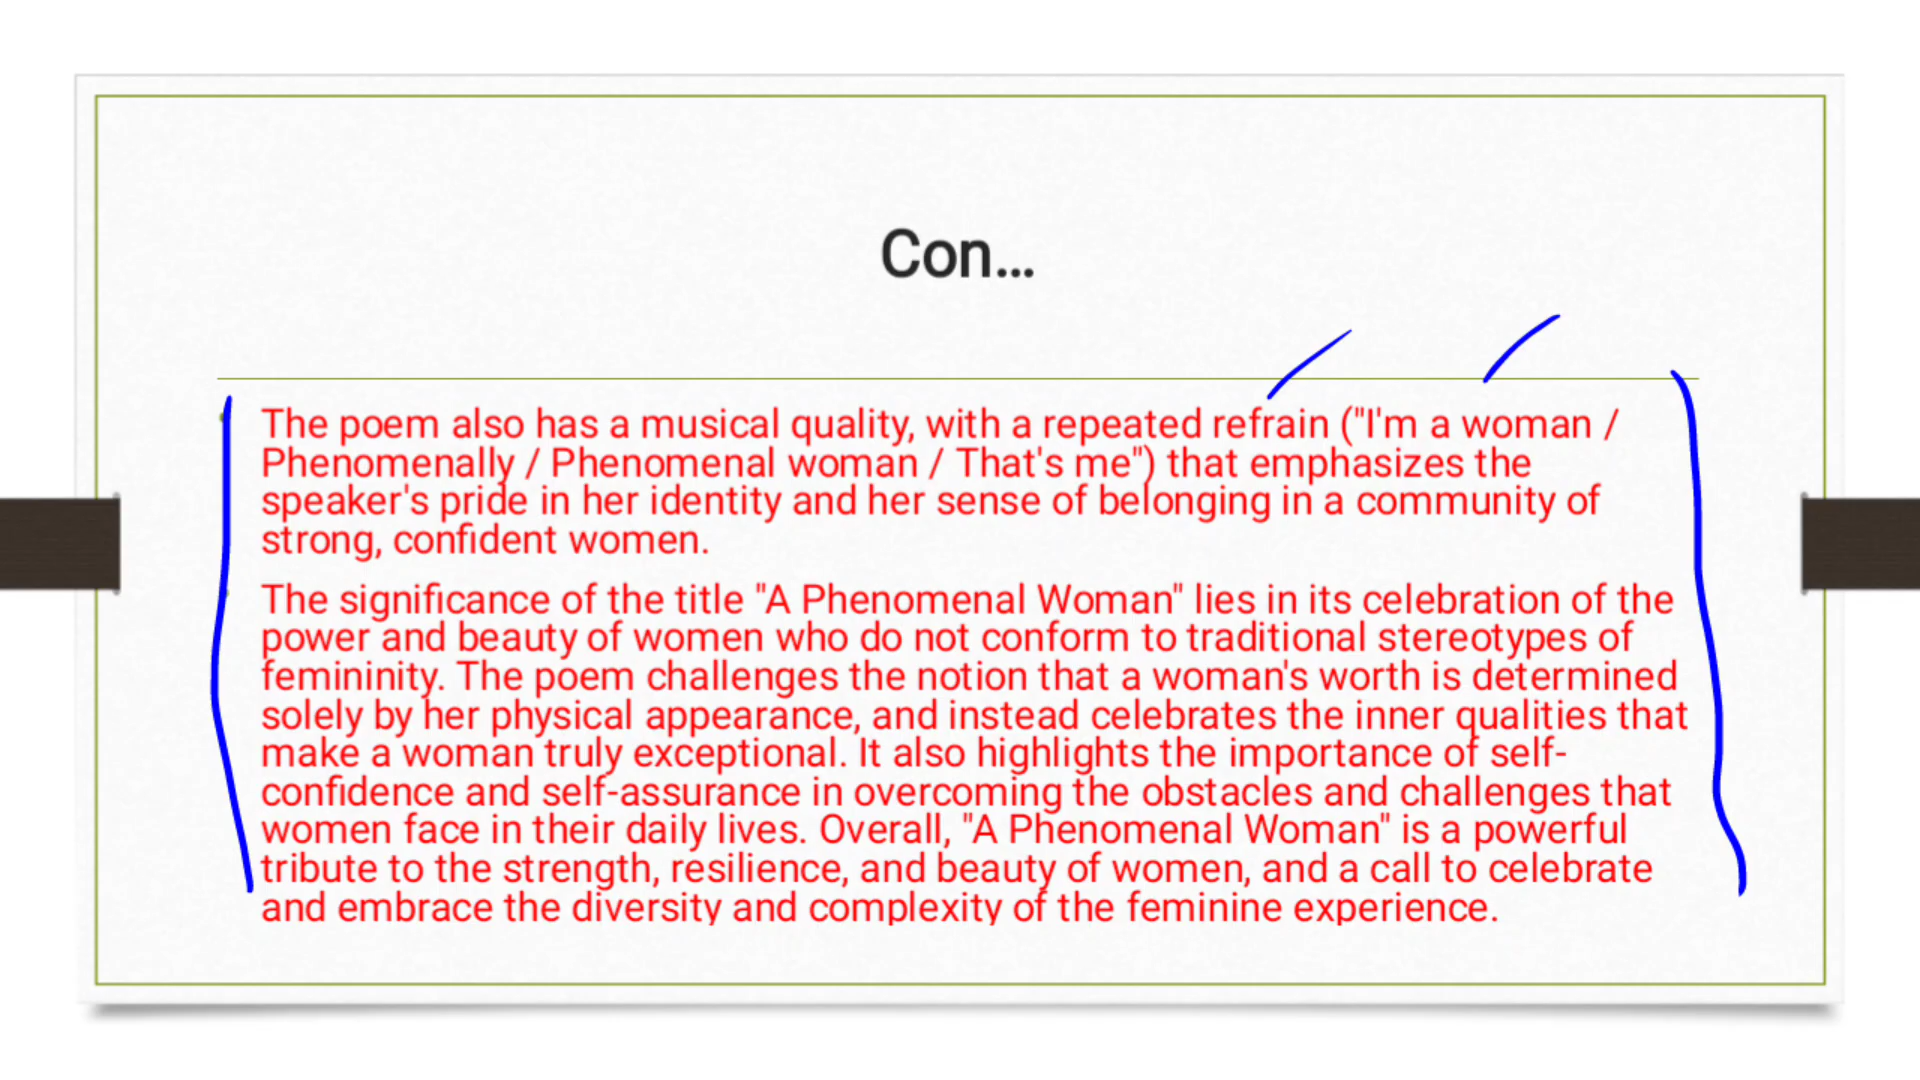 Con...
The poem also has a musical quality, with a repeated refrain ("I'm a woman /
Phenomenally / Phenomenal woman / That's me") that emphasizes the
speaker's pride in her identity and her sense of belonging in a community of
strong, confident women.
The significance of the title "A Phenomenal Woman" lies in its celebration of the
power and beauty of women who do not conform to traditional stereotypes of
femininity. The poem challenges the notion that a woman's worth is determined
solely by her physical appearance, and instead celebrates the inner qualities that
make a woman truly exceptional. It also highlights the importance of self-
confidence and self-assurance in overcoming the obstacles and challenges that
women face in their daily lives. Overall, "A Phenomenal Woman" is a powerful
tribute to the strength, resilience, and beauty of women, and a call to celebrate
and embrace the diversity and complexity of the feminine experience.